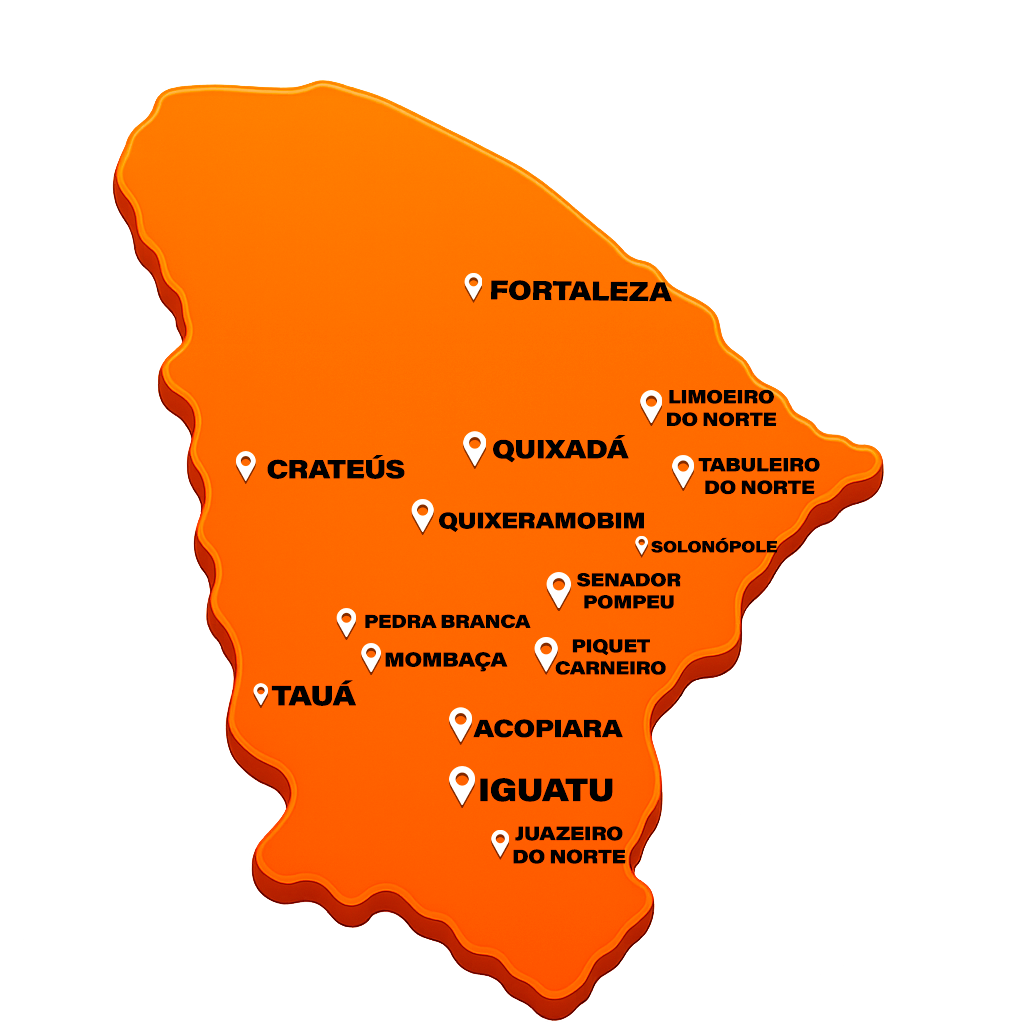 FORTALEZA
LIMOEIRO
DO NORTE
QUIXADÁ
CRATEÚS
TABULEIRO
DO NORTE
QUIXERAMOBIM
SOLONÓPOLE
SENADOR
POMPEU
PEDRA BRANCA
PIQUET
CARNEIRO
MOMBAÇA
TAUÁ
ACOPIARA
IGUATU
JUAZEIRO
DO NORTE